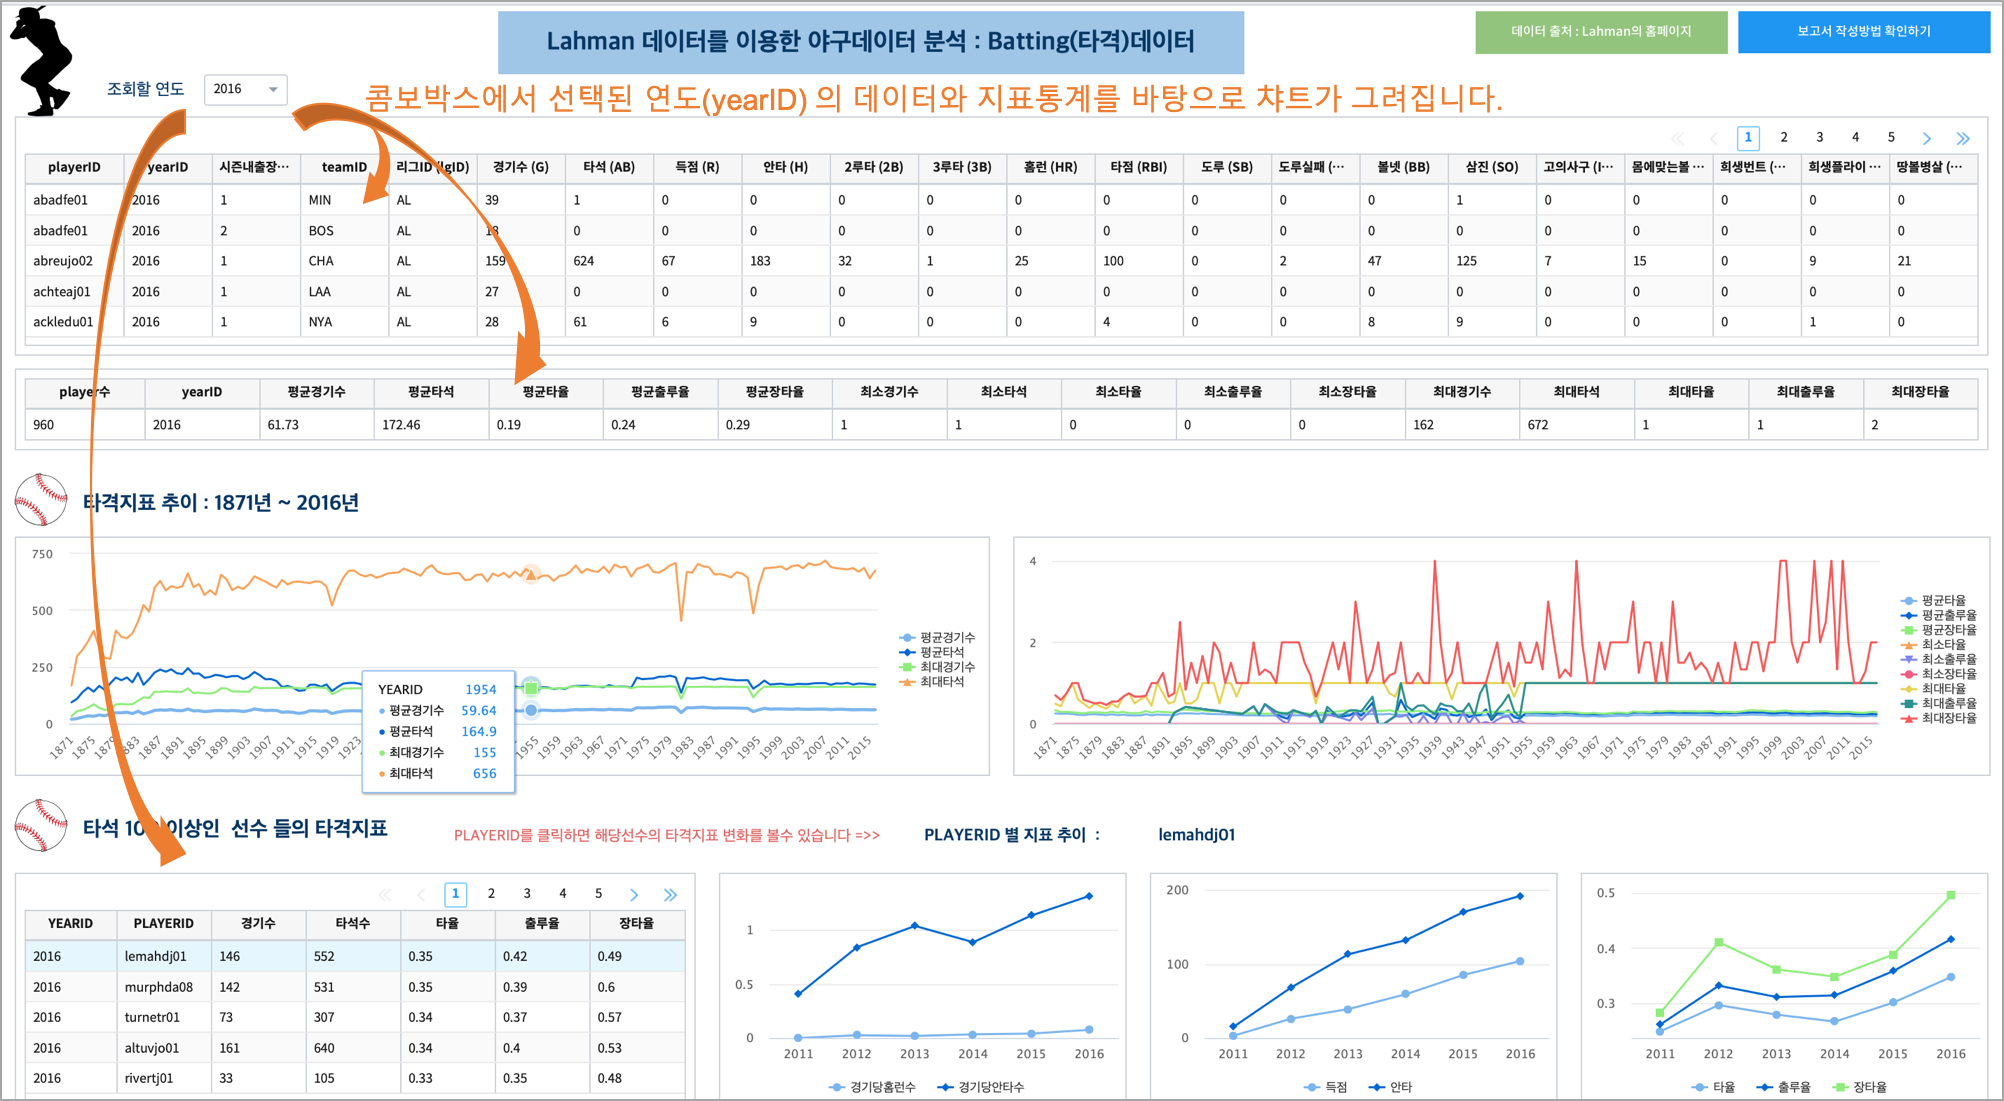 Lahman 데이터를 이용한 야구데이터 분석 : Batting(타격)데이터
데이터 출처 : Lahman의 홈페이지
보고서 작성방법 확인하기
조회할 연도 2016
콤보박스에서 선택된 연도(yearID) 의 데이터와 지표통계를 바탕으로 챠트가 그려집니다.
1 2 3 4 5
playerID yearID 시즌내출장… teamID 리그ID (lgID) 경기수 (G) 타석 (AB) 득점 (R) 안타 (H) 2루타 (2B) 3루타 (3B) 홈런 (HR) 타점 (RBI) 도루 (SB) 도루실패 (… 볼넷 (BB) 삼진 (SO) 고의사구 (I… 몸에맞는볼 … 희생번트 (… 희생플라이 … 땅볼병살 (…
abadfe01 2016 1 MIN AL 39 1 0 0 0 0 0 0 0 0 0 1 0 0 0 0 0
abadfe01 2016 2 BOS AL 18 0 0 0 0 0 0 0 0 0 0 0 0 0 0 0 0
abreujo02 2016 1 CHA AL 159 624 67 183 32 1 25 100 0 2 47 125 7 15 0 9 21
achteaj01 2016 1 LAA AL 27 0 0 0 0 0 0 0 0 0 0 0 0 0 0 0 0
ackledu01 2016 1 NYA AL 28 61 6 9 0 0 0 4 0 0 8 9 0 0 0 1 0
player수 yearID 평균경기수 평균타석 평균타율 평균출루율 평균장타율 최소경기수 최소타석 최소타율 최소출루율 최소장타율 최대경기수 최대타석 최대타율 최대출루율 최대장타율
960 2016 61.73 172.46 0.19 0.24 0.29 1 1 0 0 0 162 672 1 1 2
타격지표 추이 : 1871년 ~ 2016년
750
500
250
0
1871 1875 1883 1887 1891 1895 1899 1903 1907 1911 1915 1919 1923 1955 1959 1963 1967 1971 1975 1979 1983 1987 1991 1995 1999 2003 2007 2011 2015
YEARID 1954
평균경기수 59.64
평균타석 164.9
최대경기수 155
최대타석 656
평균경기수
평균타석
최대경기수
최대타석
4
2
0
1871 1875 1879 1883 1887 1891 1895 1899 1903 1907 1911 1915 1919 1923 1927 1931 1935 1939 1943 1947 1951 1955 1959 1963 1967 1971 1975 1979 1983 1987 1991 1995 1999 2003 2007 2011 2015
평균타율
평균출루율
평균장타율
최소타율
최소출루율
최소장타율
최대타율
최대출루율
최대장타율
타석 100이상인 선수 들의 타격지표
PLAYERID를 클릭하면 해당선수의 타격지표 변화를 볼수 있습니다 =>>
PLAYERID 별 지표 추이 : lemahdj01
1 2 3 4 5
YEARID PLAYERID 경기수 타석수 타율 출루율 장타율
2016 lemahdj01 146 552 0.35 0.42 0.49
2016 murphda08 142 531 0.35 0.39 0.6
2016 turnetr01 73 307 0.34 0.37 0.57
2016 altuvjo01 161 640 0.34 0.4 0.53
2016 rivertj01 33 105 0.33 0.35 0.48
1
0.5
0
2011 2012 2013 2014 2015 2016
경기당홈런수 경기당안타수
200
100
0
2011 2012 2013 2014 2015 2016
득점 안타
0.5
0.4
0.3
2011 2012 2013 2014 2015 2016
타율 출루율 장타율